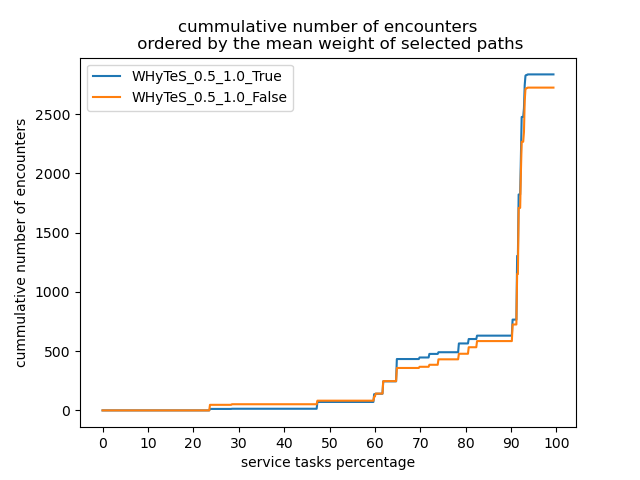 cummulative number of encounters
ordered by the mean weight of selected paths
WHyTeS_0.5_1.0_True
WHyTeS_0.5_1.0_False
cummulative number of encounters
2500
2000
1500
1000
500
0
0 10 20 30 40 50 60 70 80 90 100
service tasks percentage